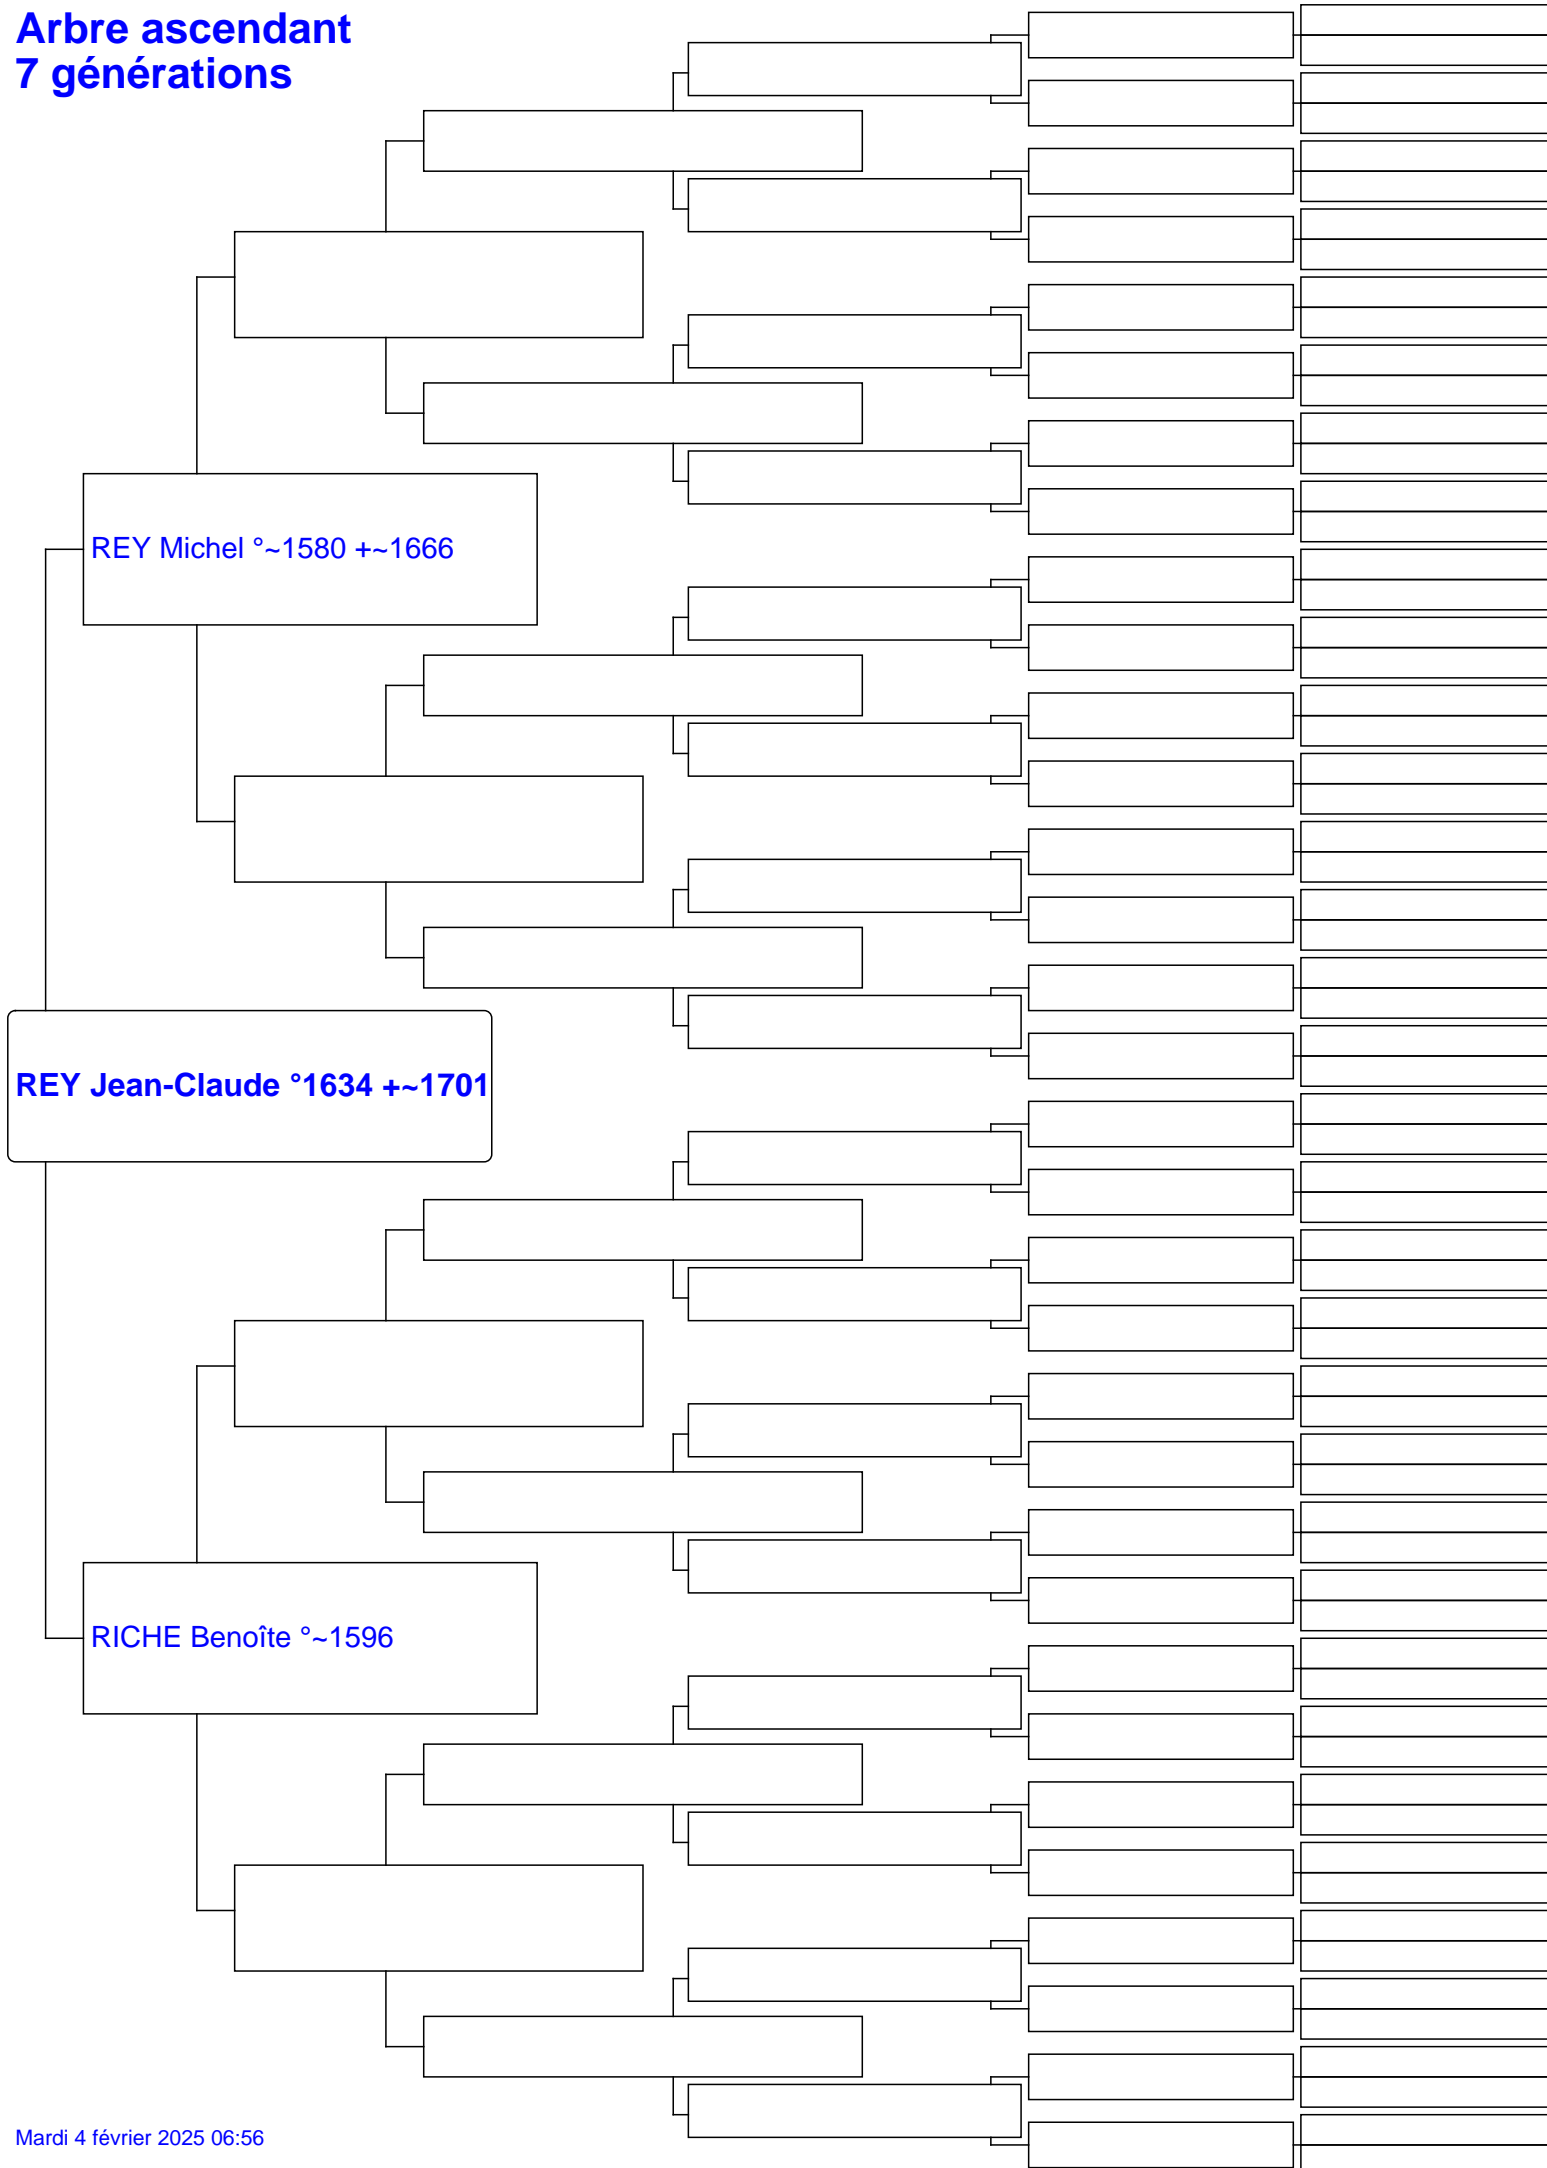 Arbre ascendant
7 générations
REY Michel °~1580 +~1666
REY Jean-Claude °1634 +~1701
RICHE Benoîte °~1596
Mardi 4 février 2025 06:56